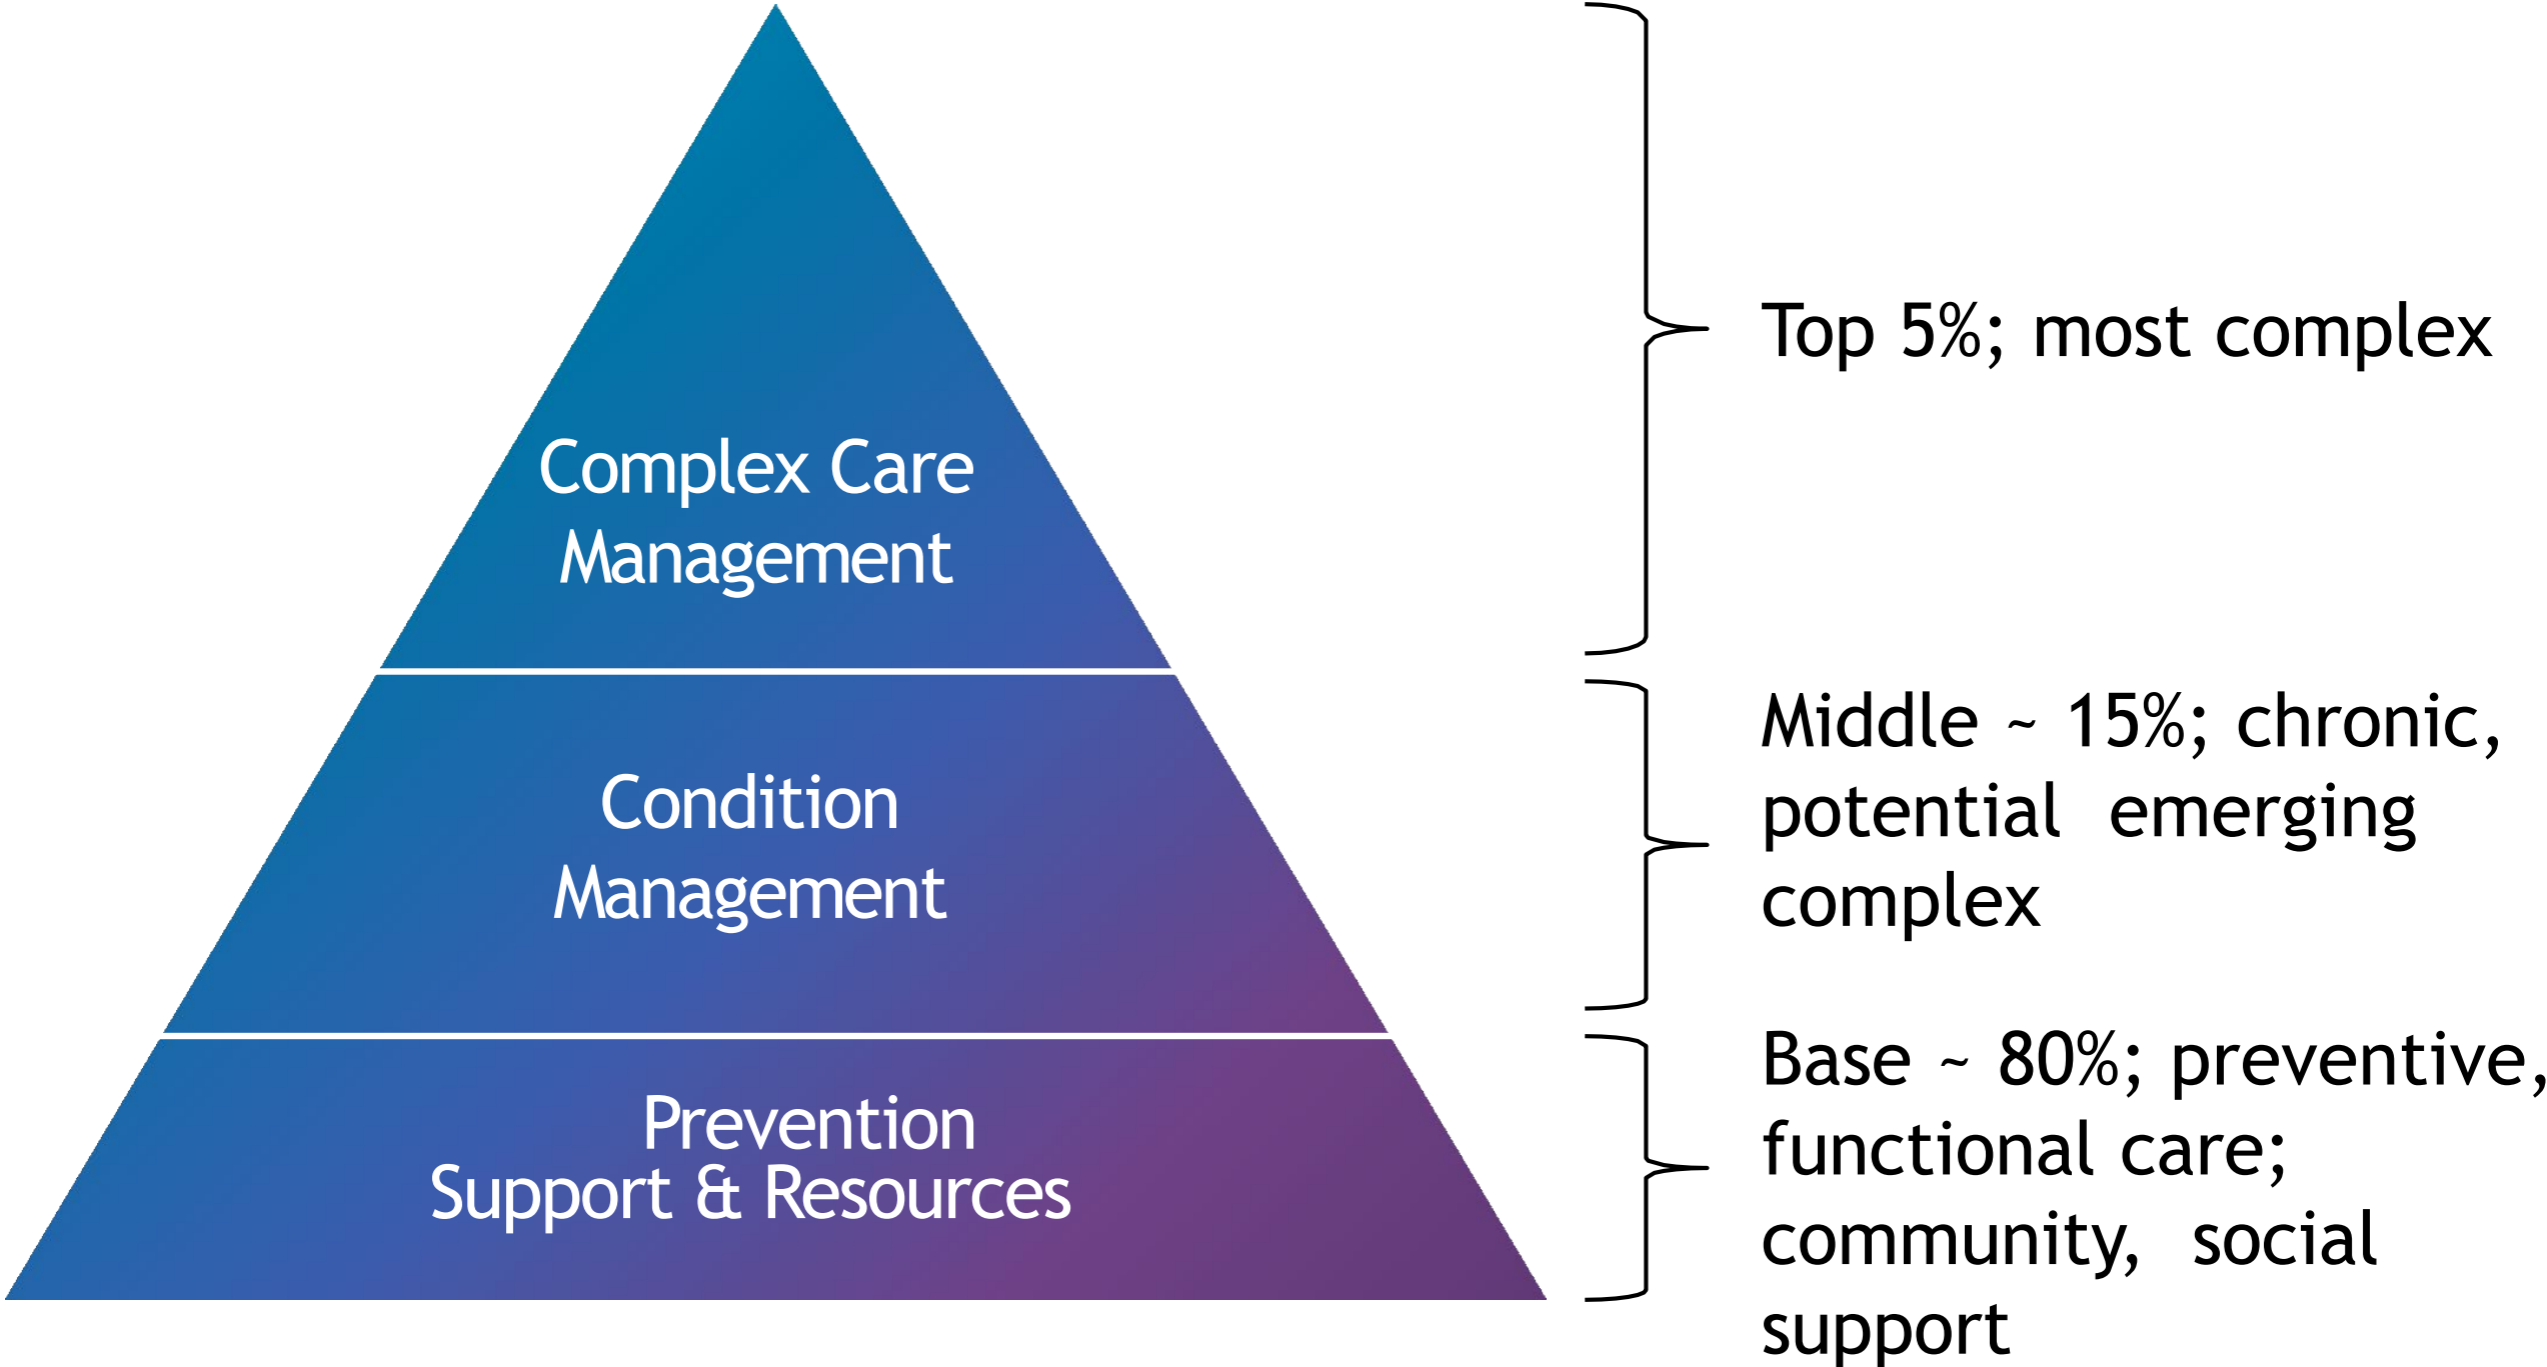 Complex Care
Management
Top 5%; most complex
Condition
Management
Middle ~ 15%; chronic,
potential emerging
complex
Prevention
Support & Resources
Base ~ 80%; preventive,
functional care;
community, social
support